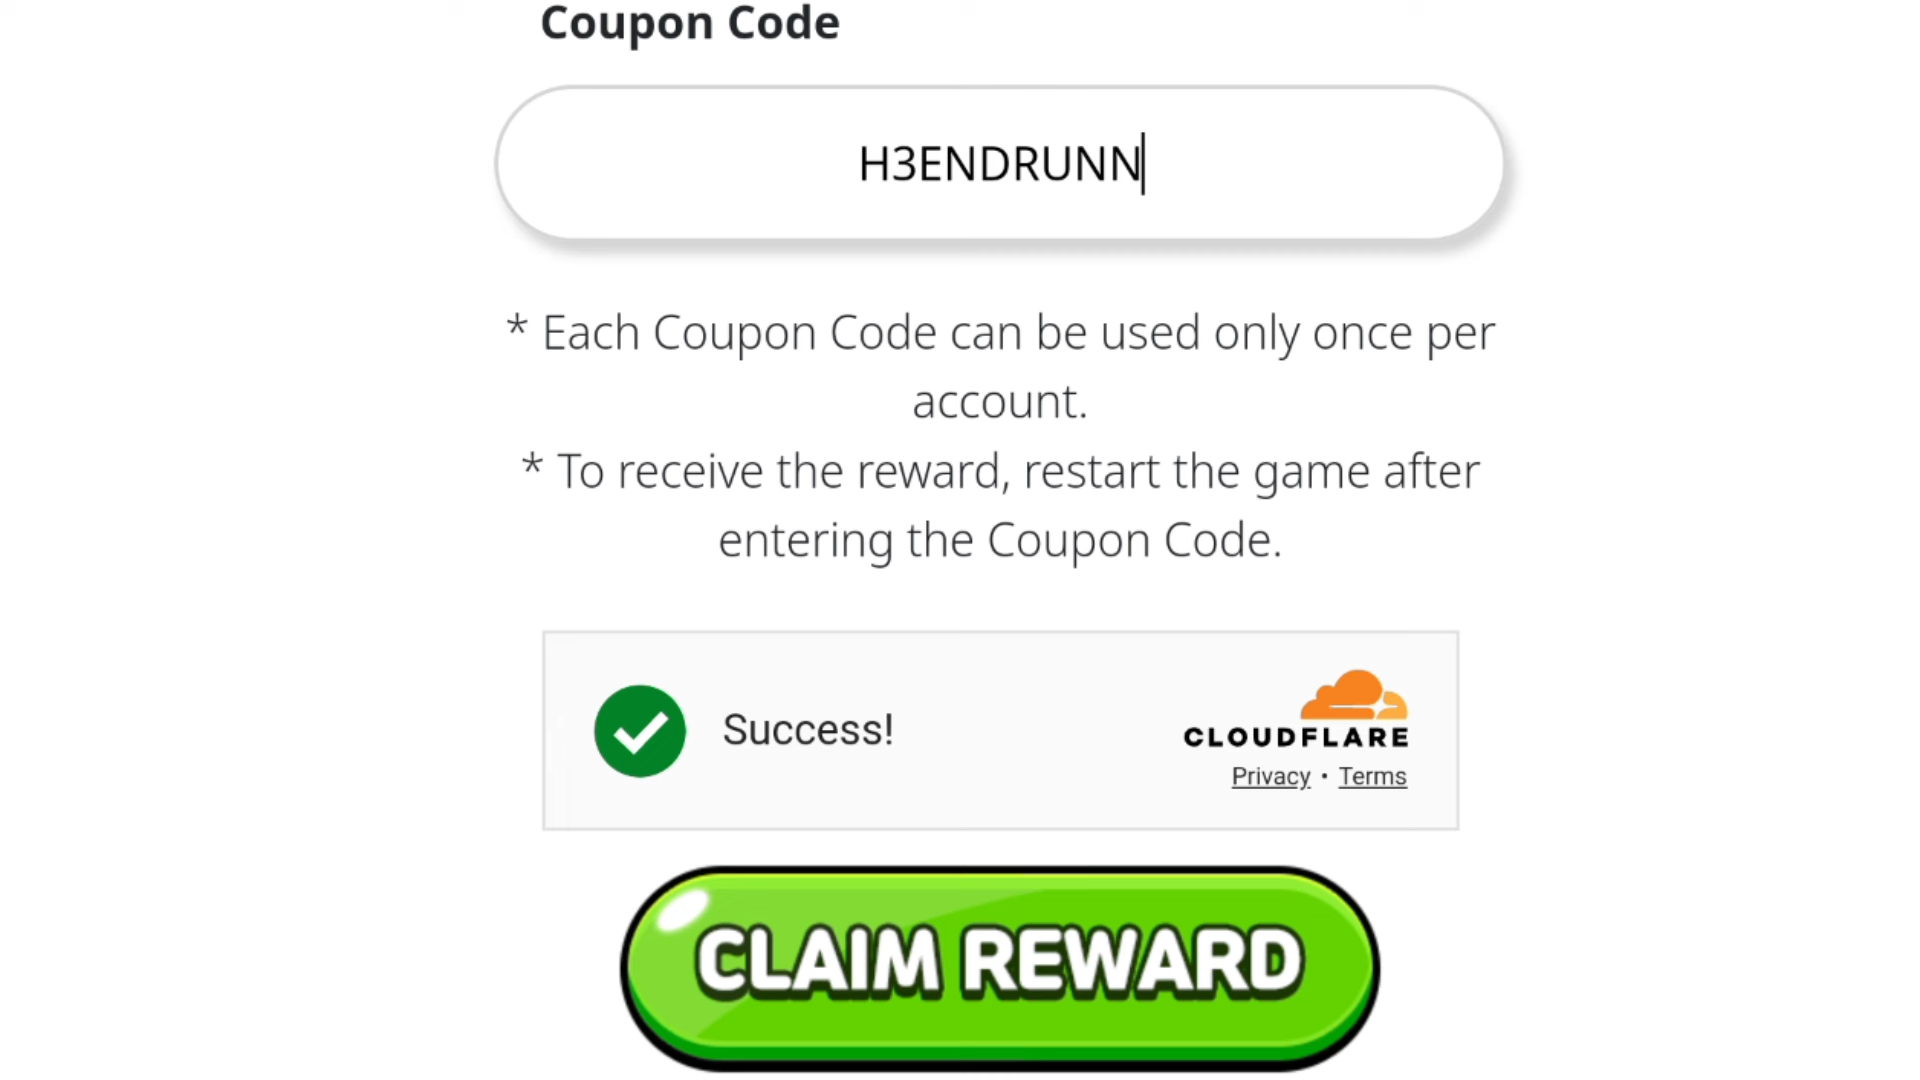 Coupon Code
H3ENDRUNN
* Each Coupon Code can be used only once per
account.
* To receive the reward, restart the game after
entering the Coupon Code.
Success!
CLOUDFLARE
Privacy • Terms
CLAIM REWARD